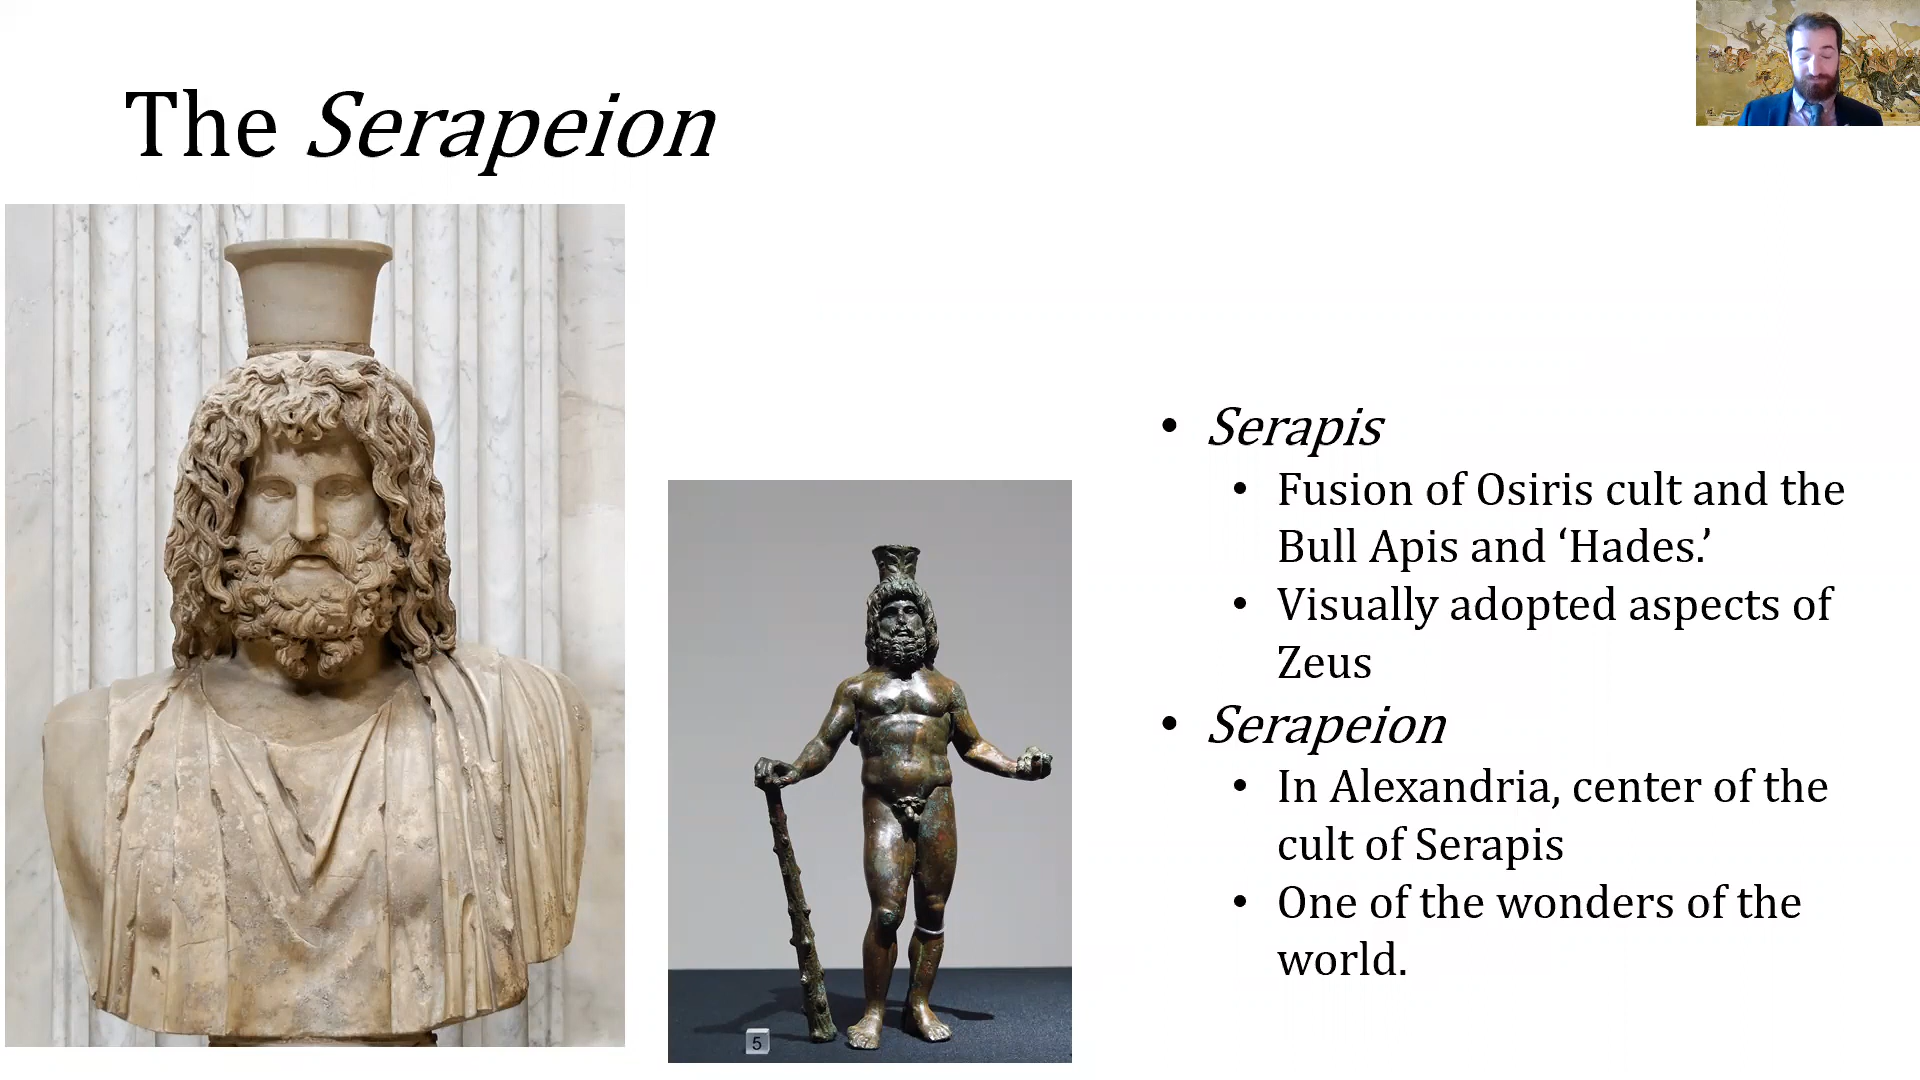 The Serapeion
• Serapis
• Fusion of Osiris cult and the
Bull Apis and ‘Hades.’
• Visually adopted aspects of
Zeus
• Serapeion
• In Alexandria, center of the
cult of Serapis
• One of the wonders of the
world.
5